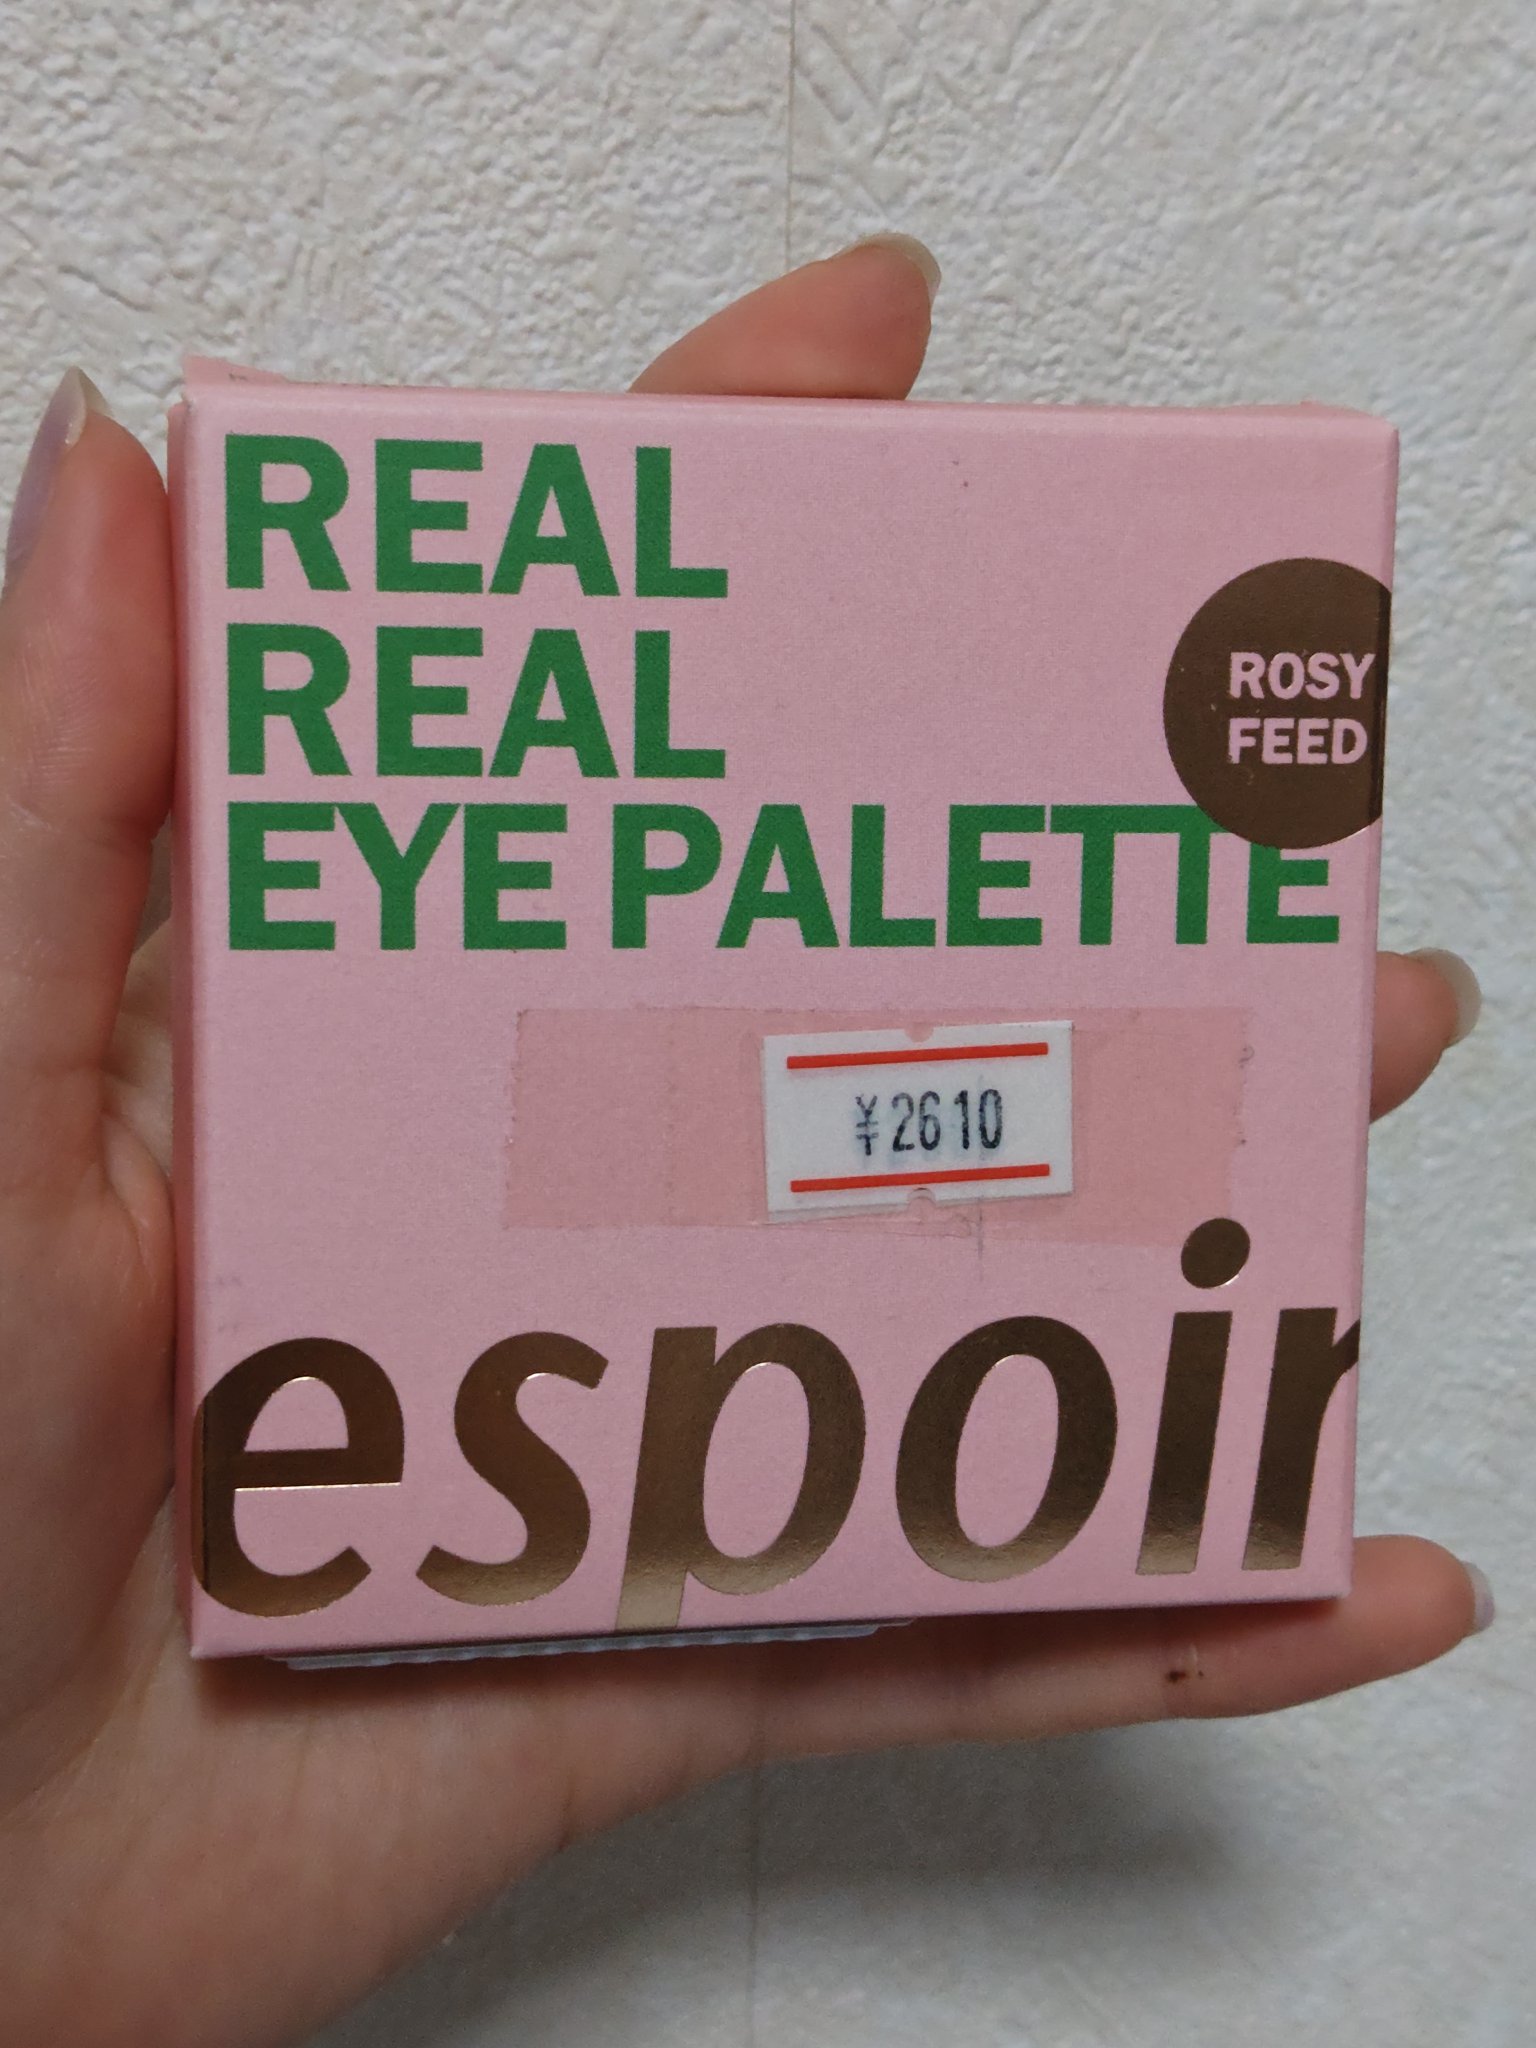 REAL
REAL
EYE PALETTE
ROSY
FEED
¥2610
espoir